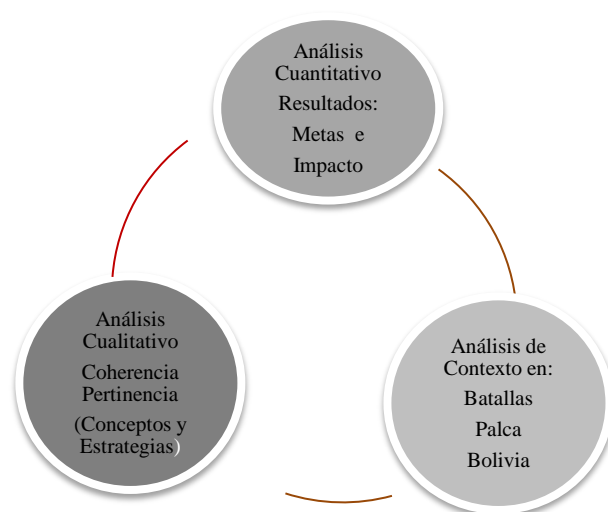 Análisis
Cuantitativo
Resultados:
Metas e
Impacto
Análisis
Cualitativo
Coherencia
Pertinencia
(Conceptos y
Estrategias)
Análisis de
Contexto en:
Batallas
Palca
Bolivia